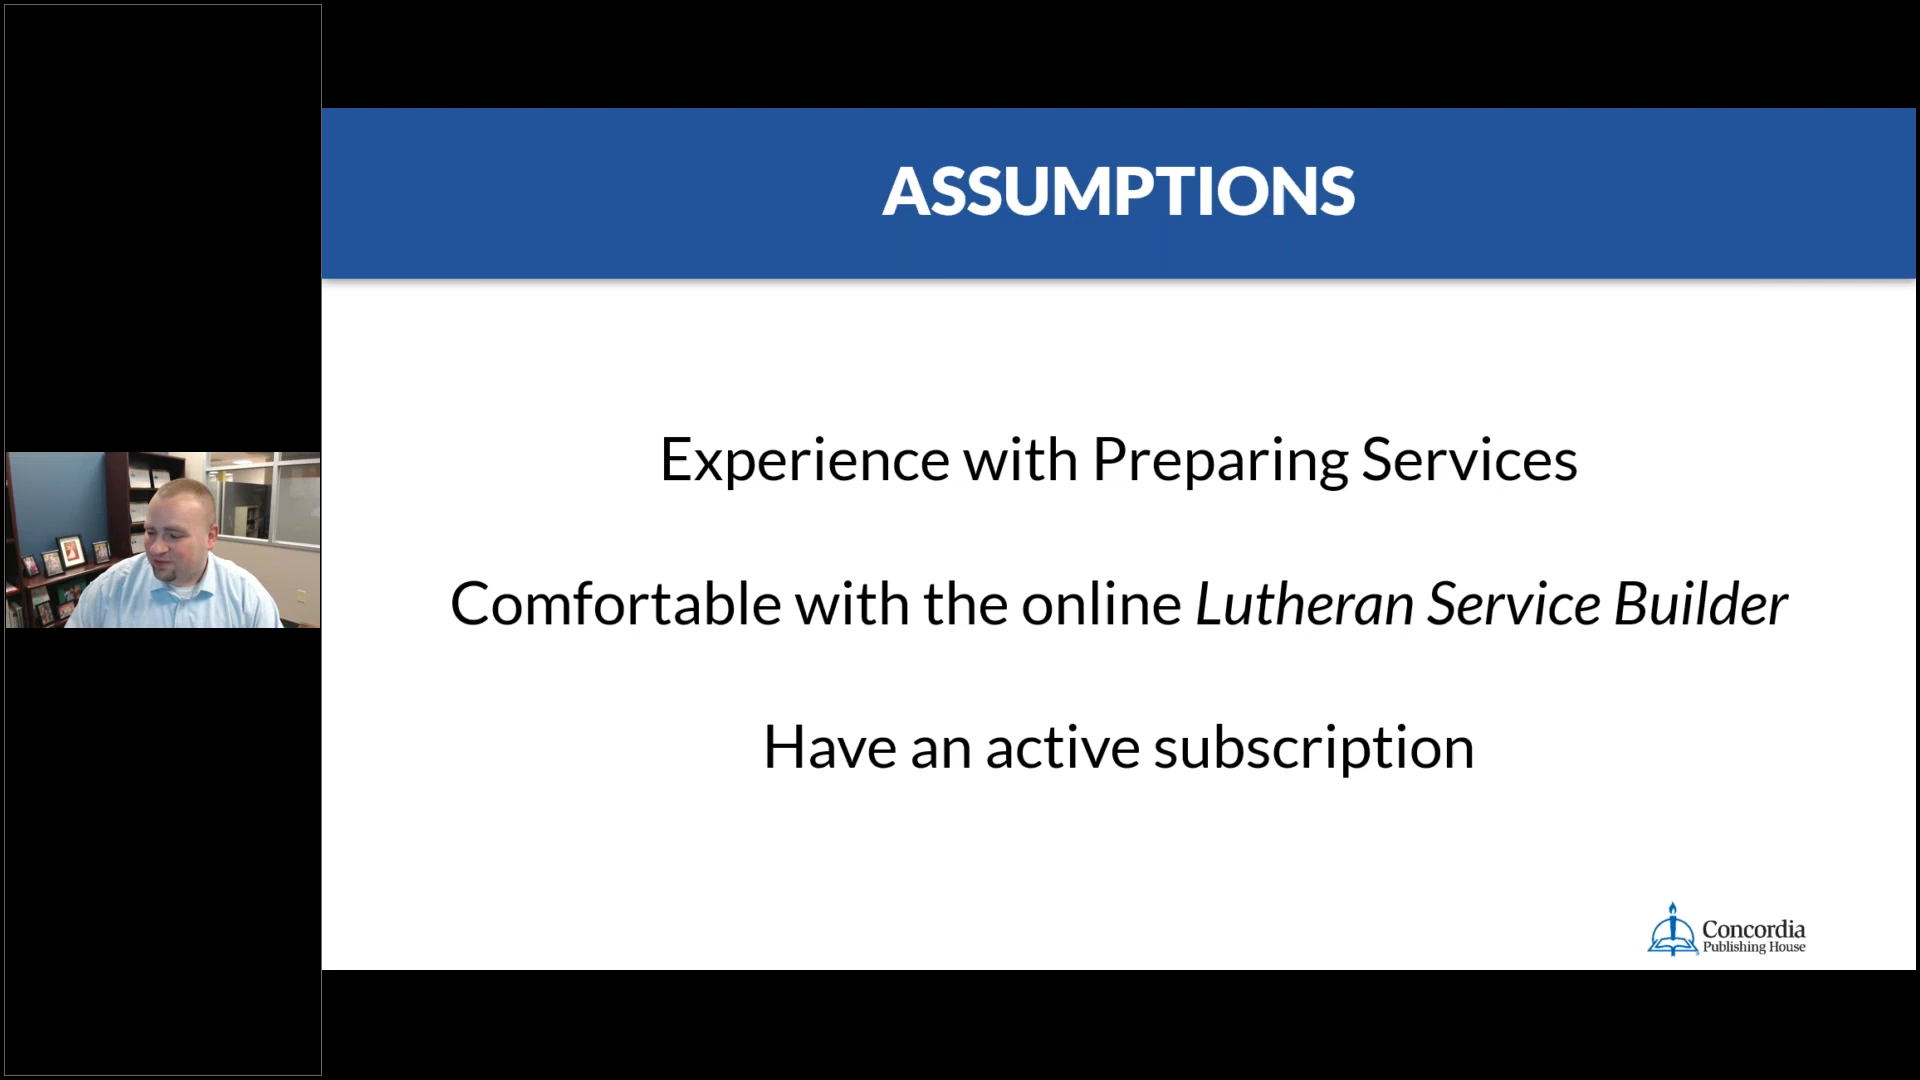 ASSUMPTIONS
Experience with Preparing Services
Comfortable with the online Lutheran Service Builder
Have an active subscription
Concordia
Publishing House